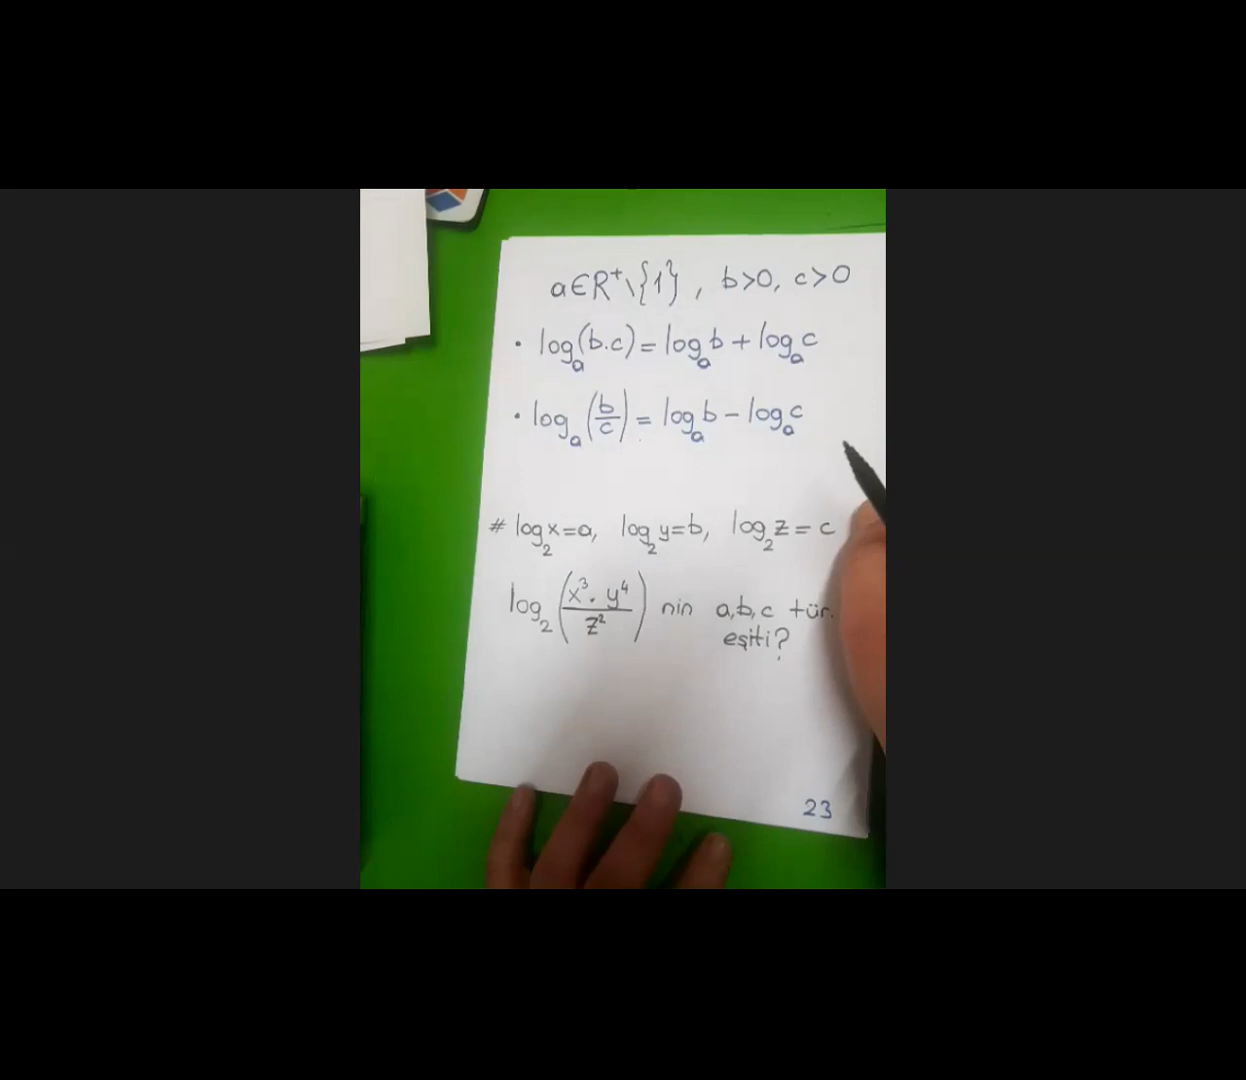 a∈R⁺\{1}, b>0, c>0
• logₐ(b.c) = logₐb + logₐc
• logₐ(b/c) = logₐb − logₐc
# log₂x=a, log₂y=b, log₂z=c
log₂(x³.y⁴/z²) nin a,b,c tür.
eşiti?
23